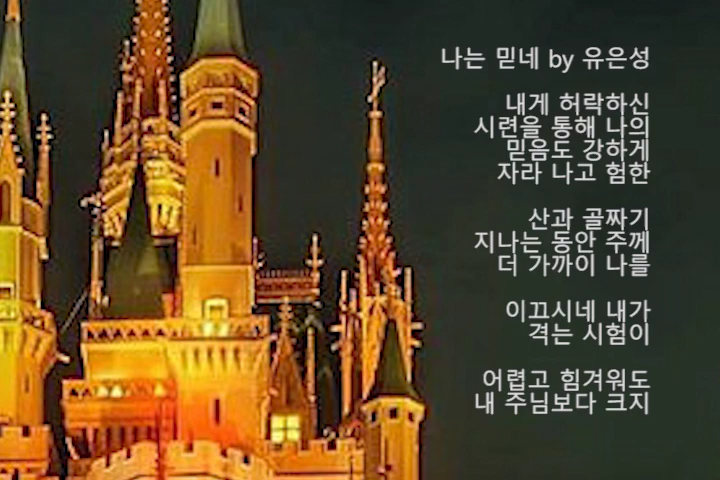 나는 믿네 by 유은성
내게 허락하신
시련을 통해 나의
믿음도 강하게
자라 나고 험한
산과 골짜기
지나는 동안 주께
더 가까이 나를
이끄시네 내가
격는 시험이
어렵고 힘겨워도
내 주님보다 크지